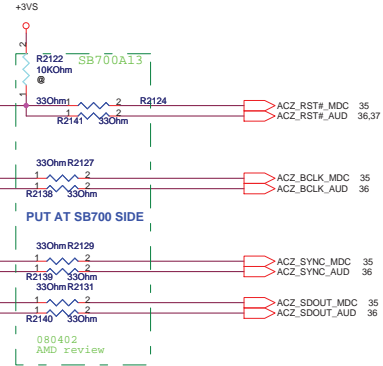 +3VS
2
R2122 SB700A13
10KOhm
@
1
33Ohm 1 2 R2124 ACZ_RST#_MDC 35
R2141 1 2 33Ohm ACZ_RST#_AUD 36,37
33Ohm R2127
1 2 ACZ_BCLK_MDC 35
1 2 ACZ_BCLK_AUD 36
R2138 33Ohm
PUT AT SB700 SIDE
33Ohm R2129
1 2 ACZ_SYNC_MDC 35
1 2 ACZ_SYNC_AUD 36
R2139 33Ohm
33Ohm R2131
1 2 ACZ_SDOUT_MDC 35
1 2 ACZ_SDOUT_AUD 36
R2140 33Ohm
080402
AMD review